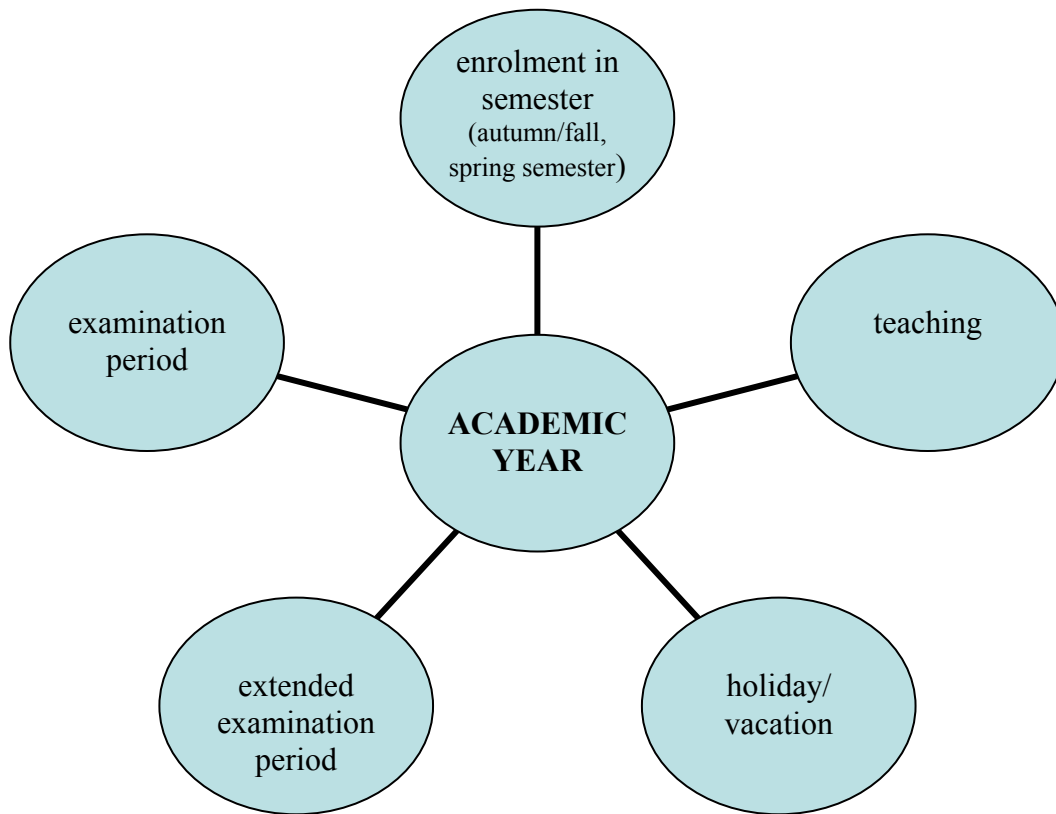 enrolment in
semester
(autumn/fall,
spring semester)
examination
period
teaching
ACADEMIC
YEAR
extended
examination
period
holiday/
vacation